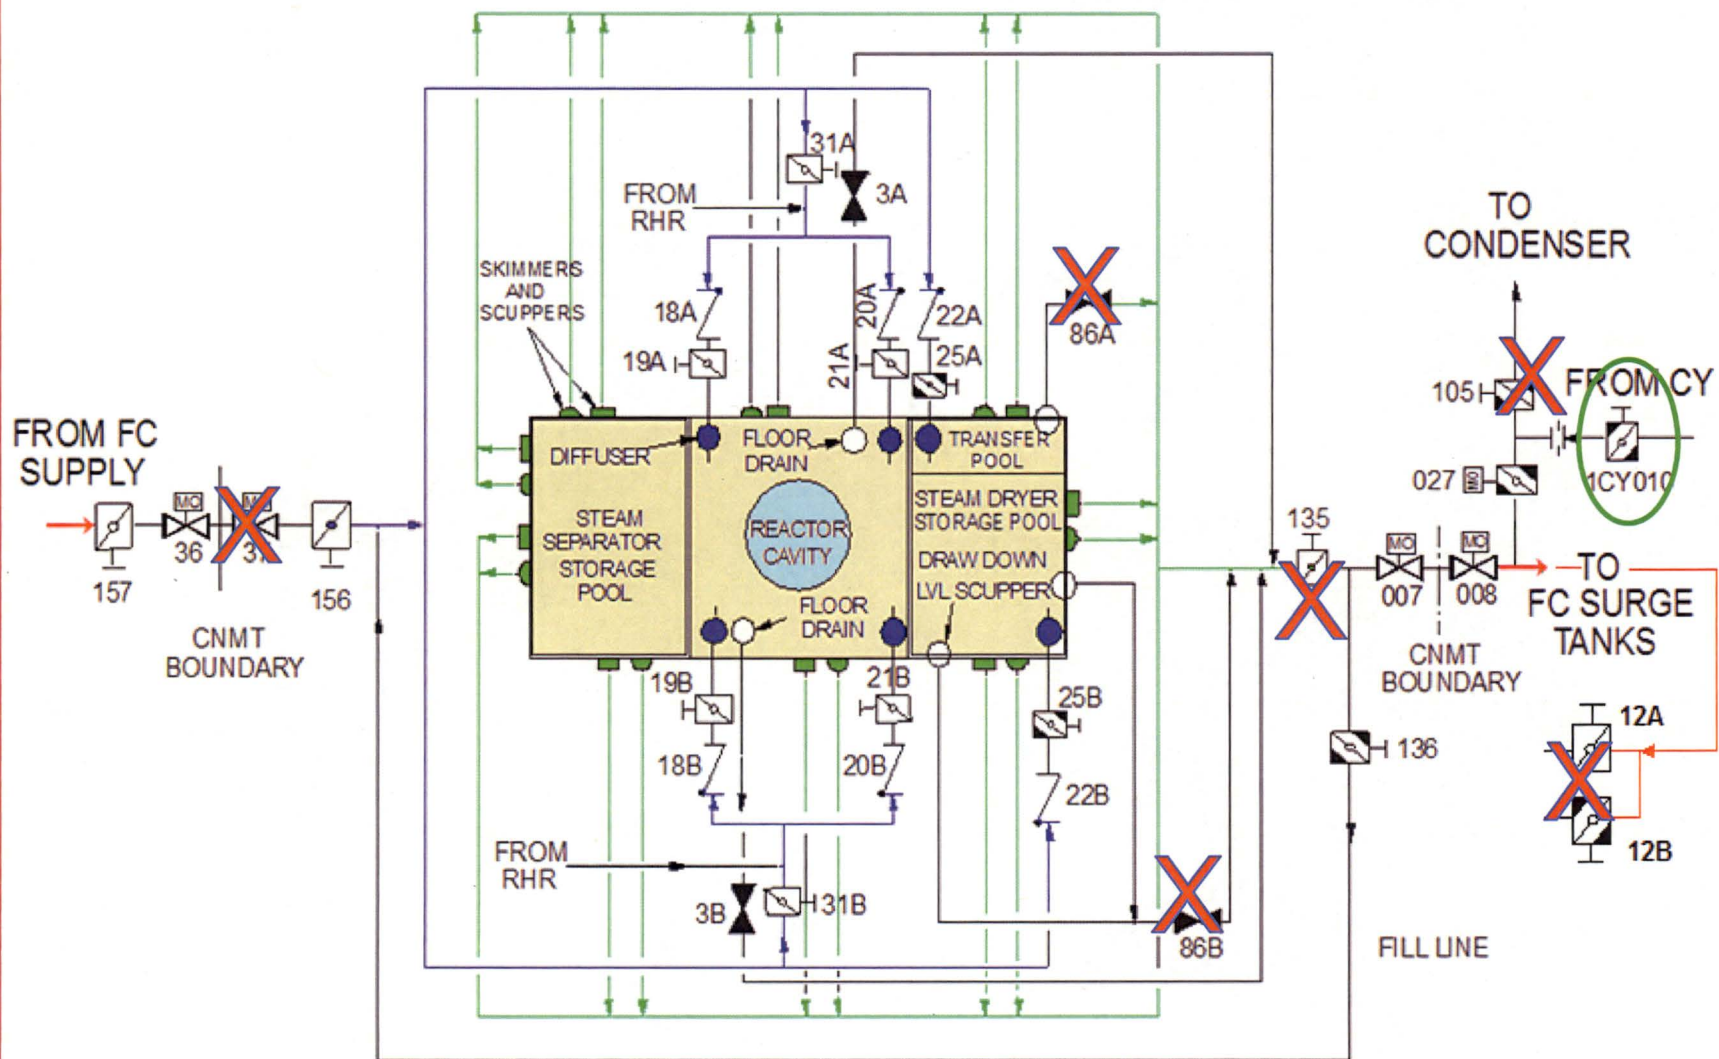 31A
FROM
RHR
3A
TO
CONDENSER
SKIMMERS
AND
SCUPPERS
18A
20A
22A
86A
19A
21A
25A
105
FROM CY
FROM FC
SUPPLY
DIFFUSER
FLOOR
DRAIN
TRANSFER
POOL
027
MO
1CY010
MO
36
157
156
CNMT
BOUNDARY
STEAM
SEPARATOR
STORAGE
POOL
REACTOR
CAVITY
STEAM DRYER
STORAGE POOL
DRAW DOWN
LVL SCUPPER
FLOOR
DRAIN
135
MO
MO
007
008
TO
FC SURGE
TANKS
CNMT
BOUNDARY
19B
21B
25B
12A
136
18B
20B
22B
12B
FROM
RHR
3B
31B
86B
FILL LINE